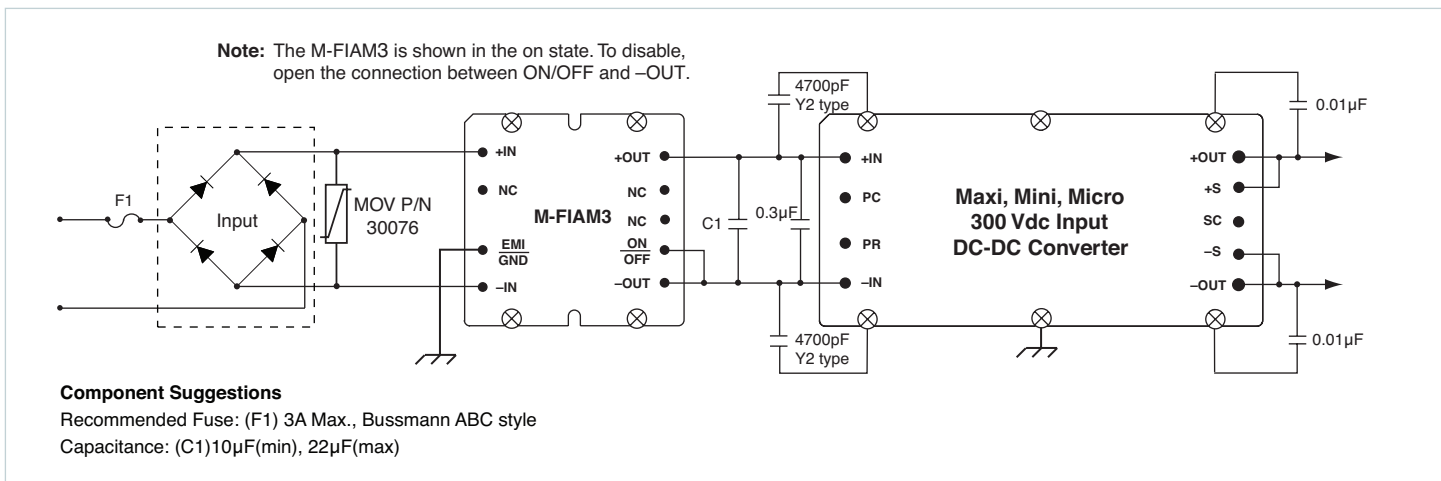 Note: The M-FIAM3 is shown in the on state. To disable,
open the connection between ON/OFF and –OUT.
F1
Input
MOV P/N
30076
+IN
NC
EMI
GND
–IN
M-FIAM3
+OUT
NC
NC
ON
OFF
–OUT
4700pF
Y2 type
C1
0.3µF
4700pF
Y2 type
+IN
PC
PR
–IN
Maxi, Mini, Micro
300 Vdc Input
DC-DC Converter
+OUT
+S
SC
–S
–OUT
0.01µF
0.01µF
Component Suggestions
Recommended Fuse: (F1) 3A Max., Bussmann ABC style
Capacitance: (C1)10µF(min), 22µF(max)